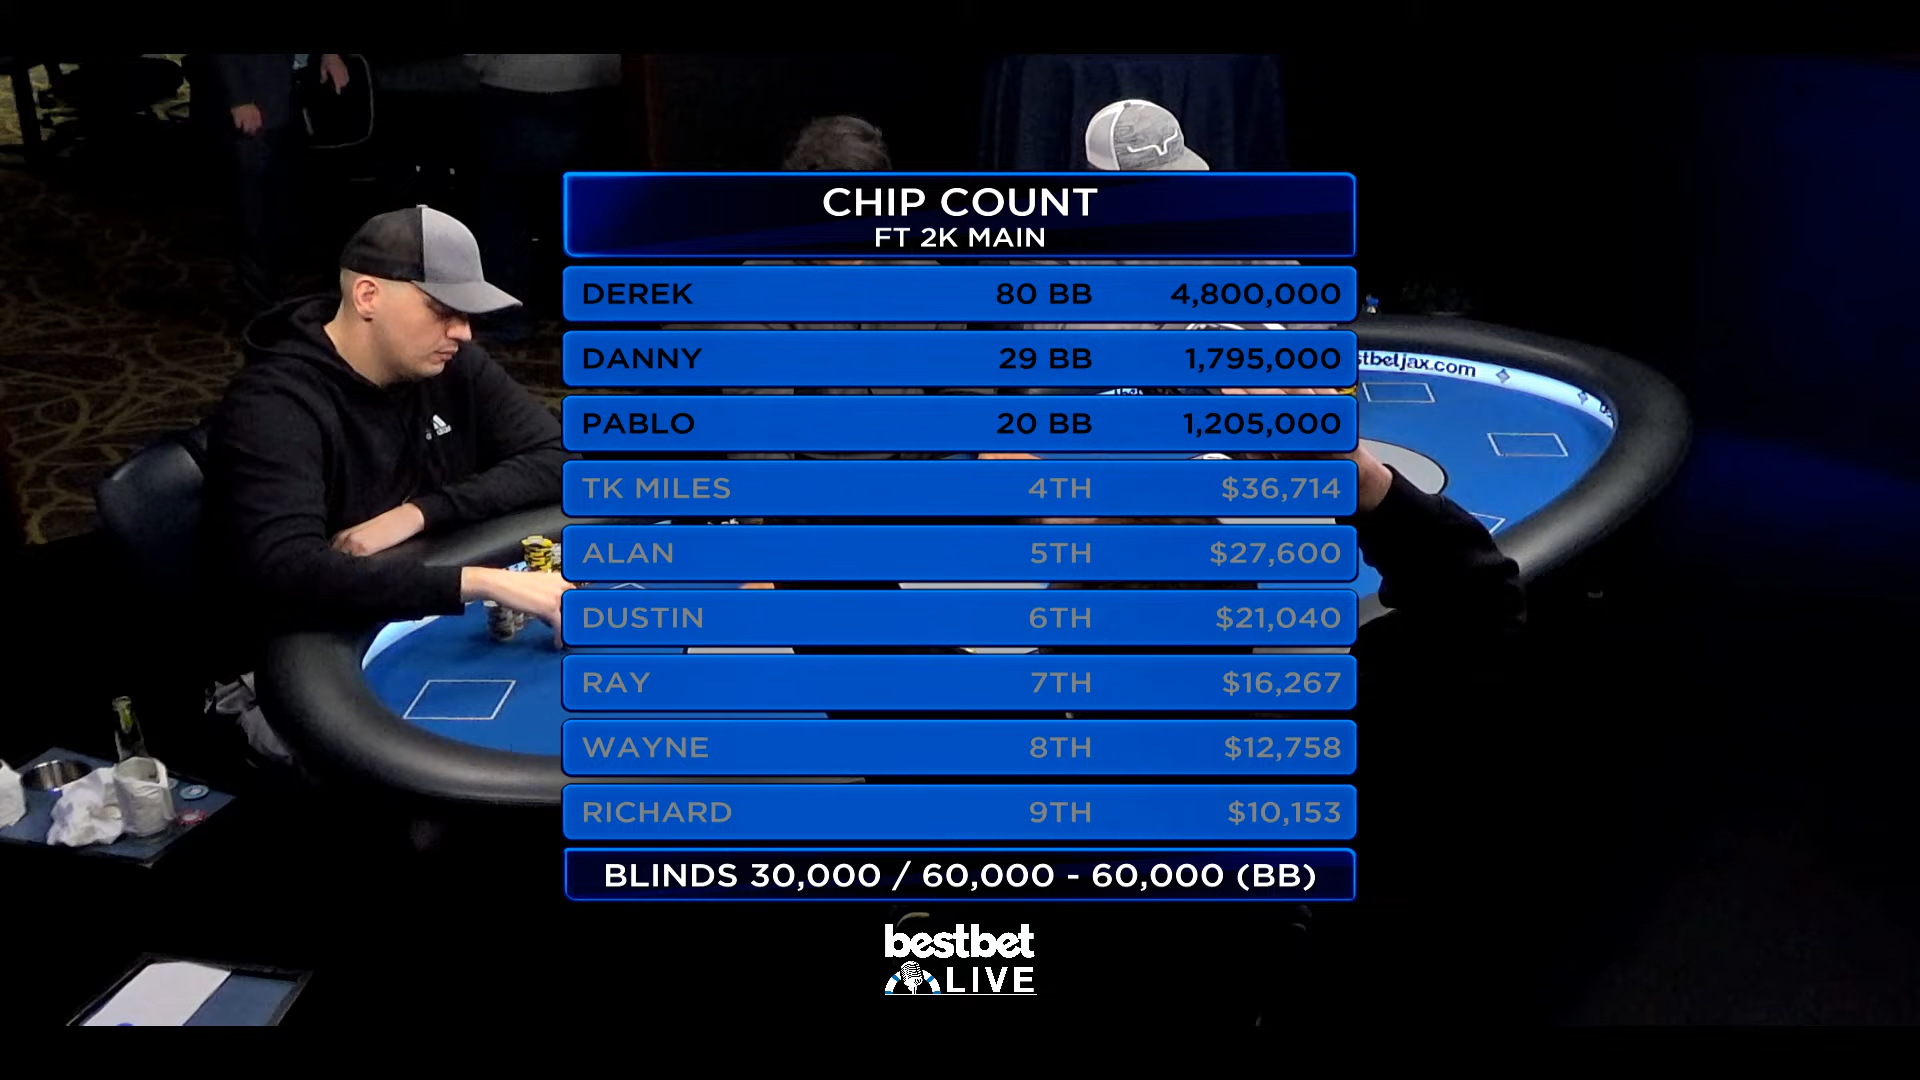 CHIP COUNT
FT 2K MAIN
DEREK 80 BB 4,800,000
DANNY 29 BB 1,795,000
PABLO 20 BB 1,205,000
TK MILES 4TH $36,714
ALAN 5TH $27,600
DUSTIN 6TH $21,040
RAY 7TH $16,267
WAYNE 8TH $12,758
RICHARD 9TH $10,153
BLINDS 30,000 / 60,000 - 60,000 (BB)
bestbet
LIVE
stbetjax.com